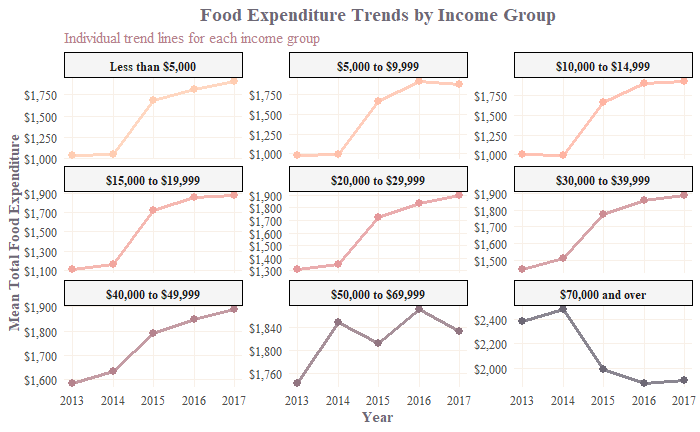 Food Expenditure Trends by Income Group
Individual trend lines for each income group
Mean Total Food Expenditure
Less than $5,000
$1,750
$1,500
$1,250
$1,000
$5,000 to $9,999
$1,750
$1,500
$1,250
$1,000
$10,000 to $14,999
$1,750
$1,500
$1,250
$1,000
$15,000 to $19,999
$1,900
$1,700
$1,500
$1,300
$1,100
$20,000 to $29,999
$1,900
$1,800
$1,700
$1,600
$1,500
$1,400
$1,300
$30,000 to $39,999
$1,900
$1,800
$1,700
$1,600
$1,500
$40,000 to $49,999
$1,900
$1,800
$1,700
$1,600
2013 2014 2015 2016 2017
$50,000 to $69,999
$1,840
$1,800
$1,760
2013 2014 2015 2016 2017
$70,000 and over
$2,400
$2,200
$2,000
2013 2014 2015 2016 2017
Year